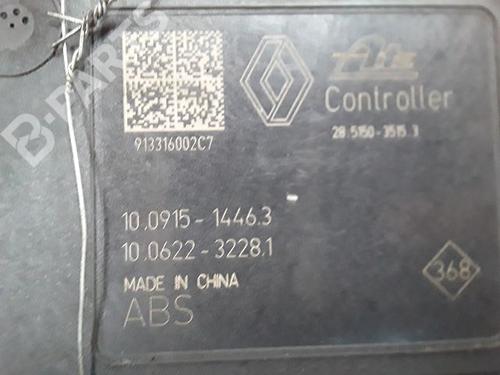 Ate
Controller
28.5150-3515.3
913316002C7
10.0915-1446.3
10.0622-3228.1
MADE IN CHINA
368
ABS
B-PARTS